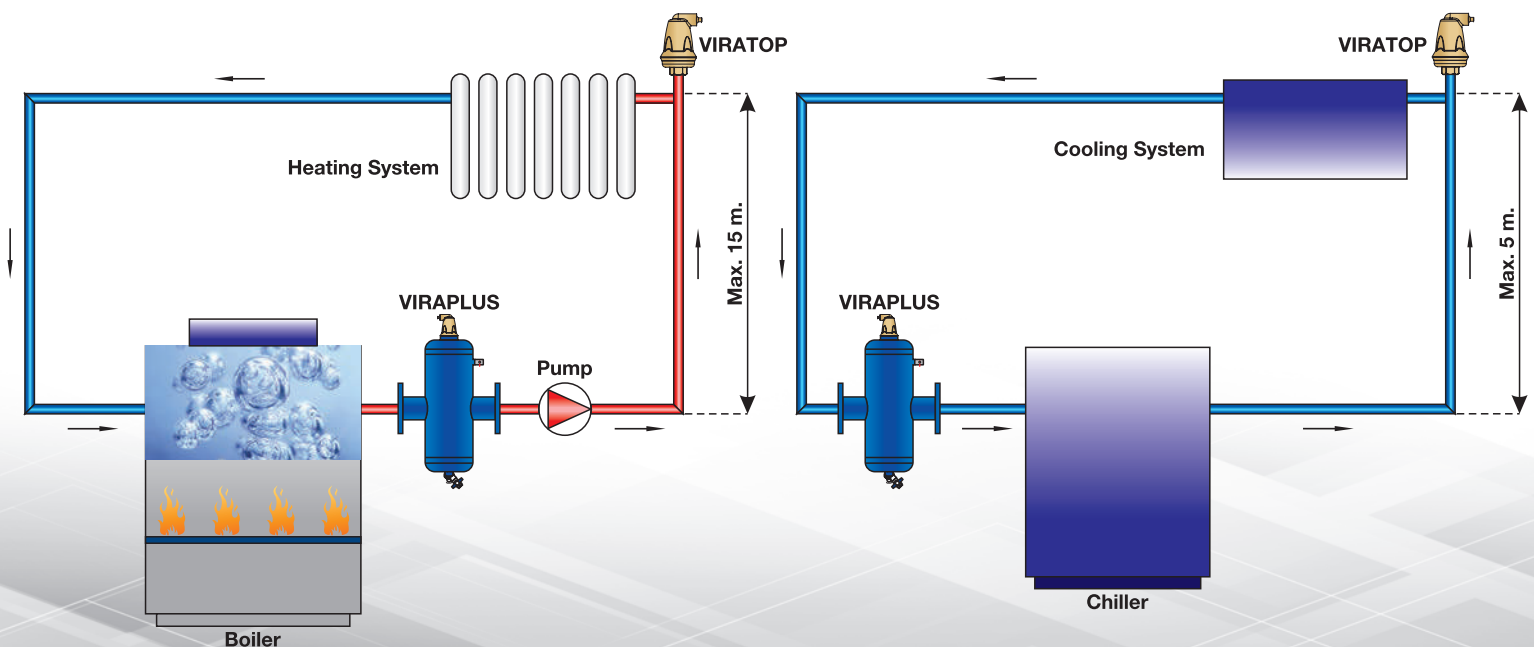 VIRATOP
Heating System
Max. 15 m.
VIRAPLUS
Pump
Boiler
VIRATOP
Cooling System
Max. 5 m.
VIRAPLUS
Chiller